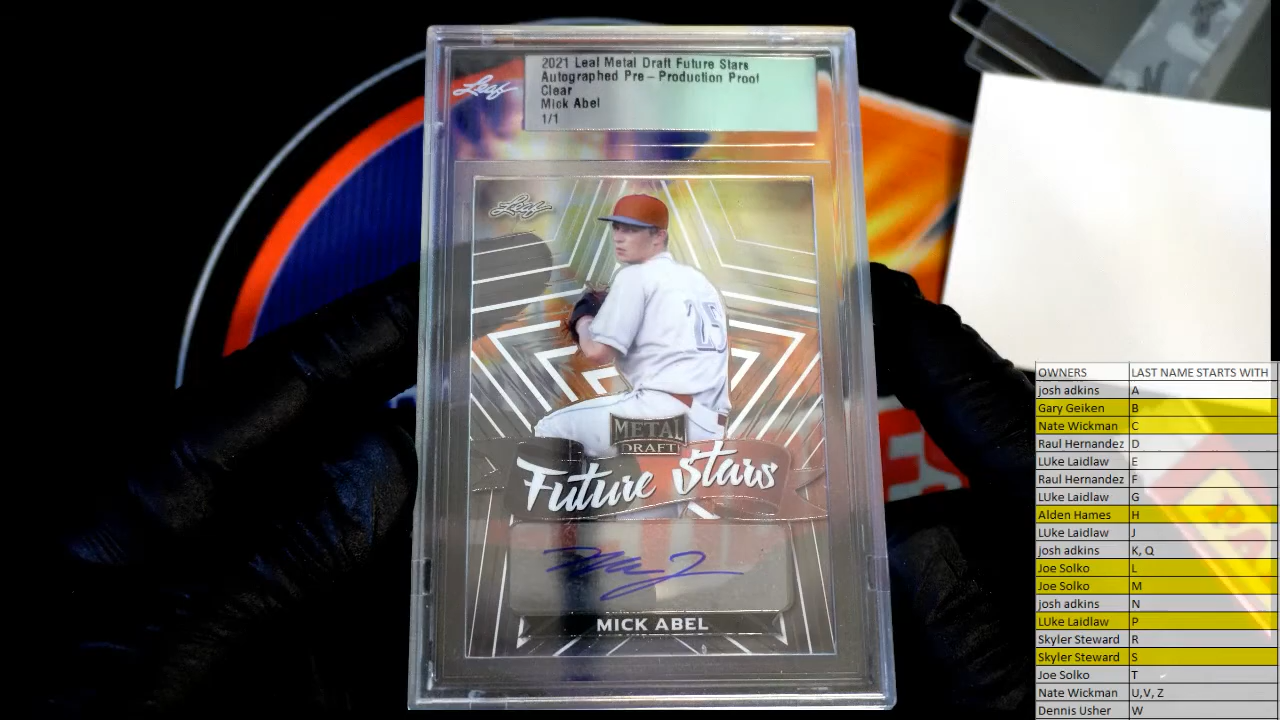 2021 Leaf Metal Draft Future Stars
Autographed Pre-Production Proof
Clear
Mick Abel
1/1
Leaf
Leaf
25
METAL
DRAFT
Future Stars
MICK ABEL
OWNERS LAST NAME STARTS WITH
josh adkins A
Gary Geiken B
Nate Wickman C
Raul Hernandez D
LUke Laidlaw E
Raul Hernandez F
LUke Laidlaw G
Alden Hames H
LUke Laidlaw J
josh adkins K, Q
Joe Solko L
Joe Solko M
josh adkins N
LUke Laidlaw P
Skyler Steward R
Skyler Steward S
Joe Solko T
Nate Wickman U,V, Z
Dennis Usher W